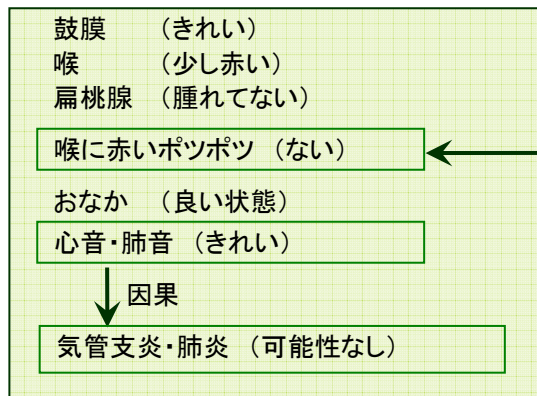 鼓膜　（きれい）
喉　（少し赤い）
扁桃腺　（腫れてない）
喉に赤いポツポツ　（ない）
おなか　（良い状態）
心音・肺音　（きれい）
因果
気管支炎・肺炎　（可能性なし）